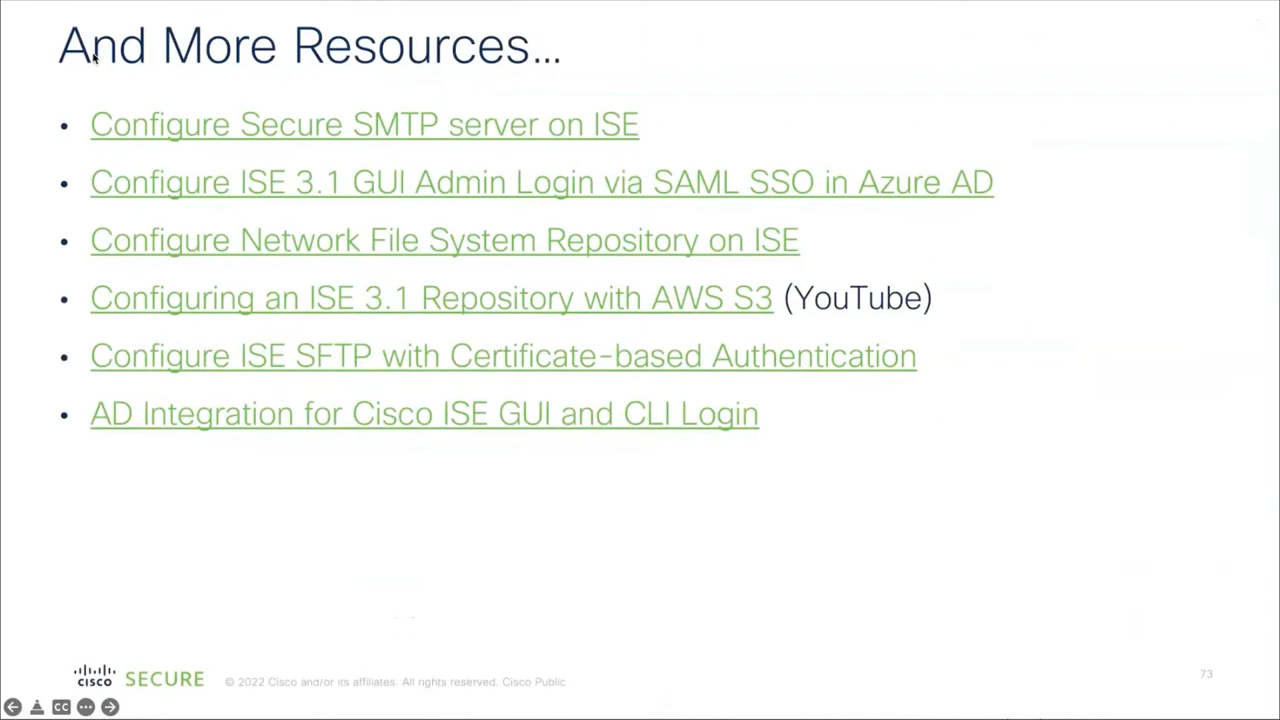 And More Resources...
• Configure Secure SMTP server on ISE
• Configure ISE 3.1 GUI Admin Login via SAML SSO in Azure AD
• Configure Network File System Repository on ISE
• Configuring an ISE 3.1 Repository with AWS S3 (YouTube)
• Configure ISE SFTP with Certificate-based Authentication
• AD Integration for Cisco ISE GUI and CLI Login
CISCO SECURE © 2022 Cisco and/or its affiliates. All rights reserved. Cisco Public 73
CC